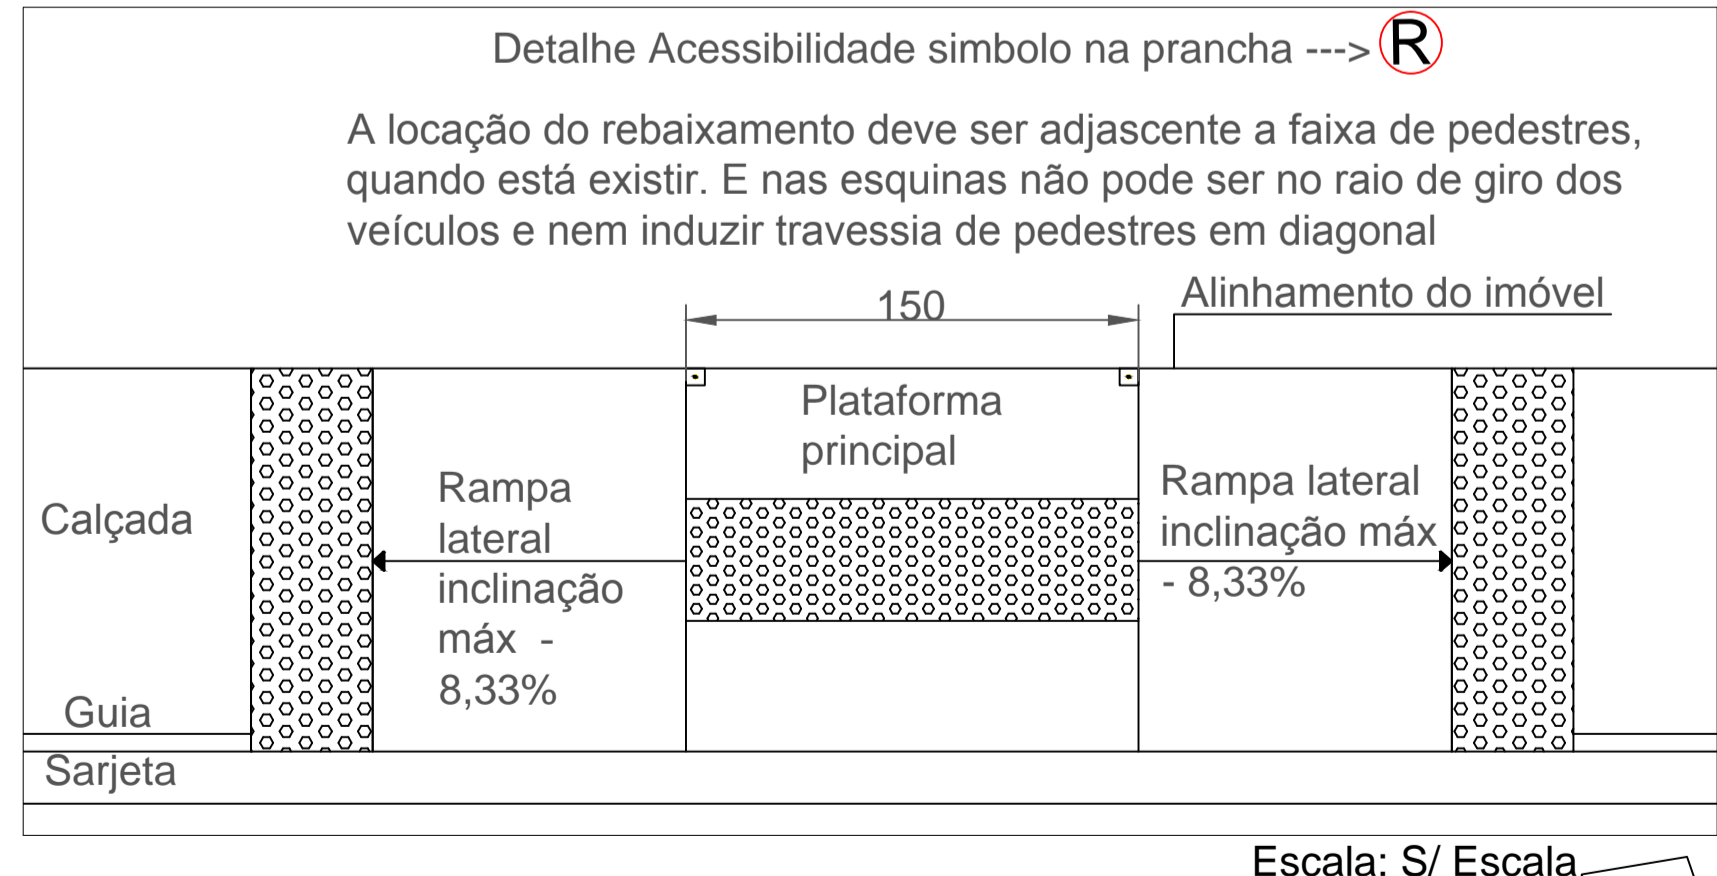 Detalhe Acessibilidade simbolo na prancha ---> R
A locação do rebaixamento deve ser adjascente a faixa de pedestres,
quando está existir. E nas esquinas não pode ser no raio de giro dos
veículos e nem induzir travessia de pedestres em diagonal
150
Alinhamento do imóvel
Plataforma
principal
Calçada
Rampa
lateral
inclinação
máx -
8,33%
Rampa lateral
inclinação máx
- 8,33%
Guia
Sarjeta
Escala: S/ Escala